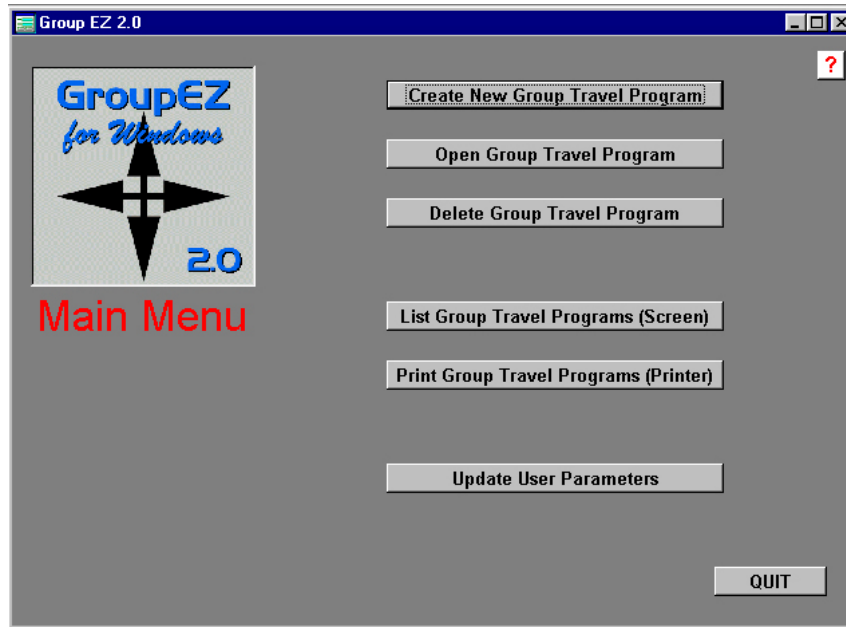 Group EZ 2.0
?
GroupEZ
for Windows
2.0
Main Menu
Create New Group Travel Program
Open Group Travel Program
Delete Group Travel Program
List Group Travel Programs (Screen)
Print Group Travel Programs (Printer)
Update User Parameters
QUIT